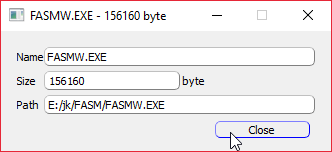 FASMW.EXE - 156160 byte
Name FASMW.EXE
Size 156160 byte
Path E:/jk/FASM/FASMW.EXE
Close